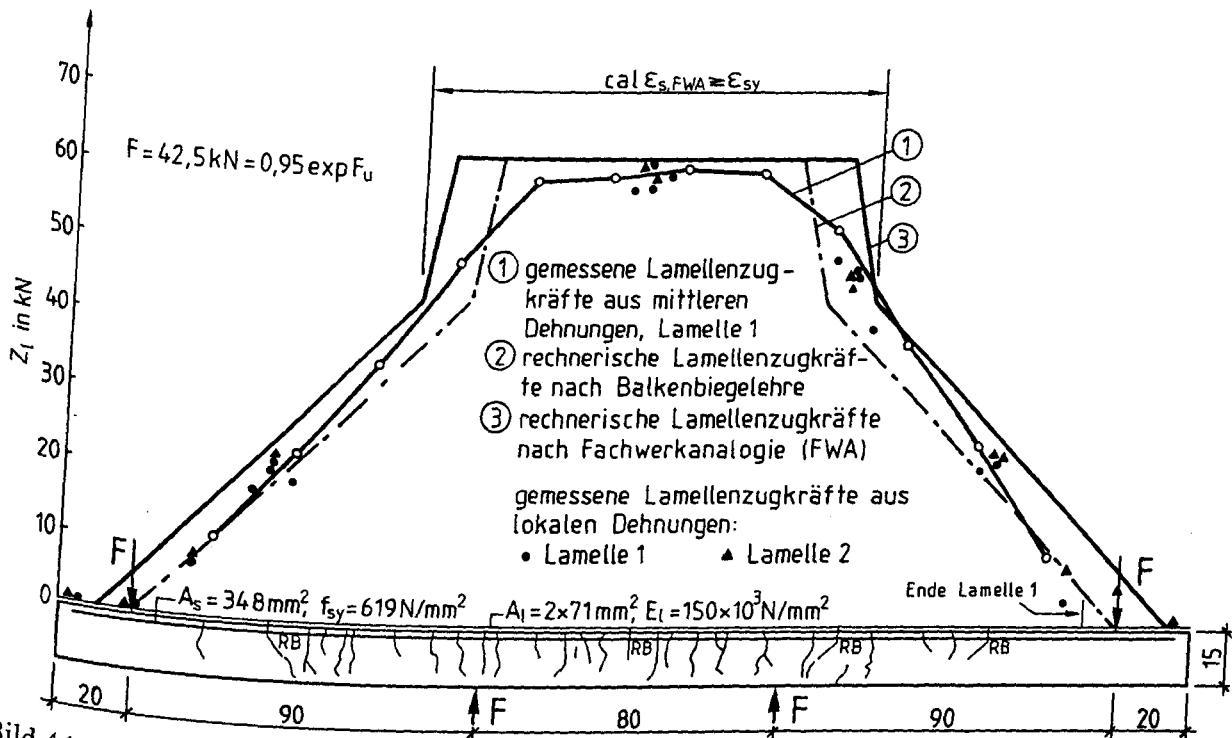 70
60
50
40
30
20
10
0
Z_l in kN
cal ε_s,FWA ≥ ε_sy
F = 42,5 kN = 0,95 exp F_u
①
②
③
① gemessene Lamellenzug-
kräfte aus mittleren
Dehnungen, Lamelle 1
② rechnerische Lamellenzugkräf-
te nach Balkenbiegelehre
③ rechnerische Lamellenzugkräfte
nach Fachwerkanalogie (FWA)
gemessene Lamellenzugkräfte aus
lokalen Dehnungen:
• Lamelle 1 ▲ Lamelle 2
F
F
Ende Lamelle 1
A_s = 348 mm², f_sy = 619 N/mm²
A_l = 2×71 mm²; E_l = 150×10³ N/mm²
RB
RB
RB
RB
15
F
F
20
90
80
90
20